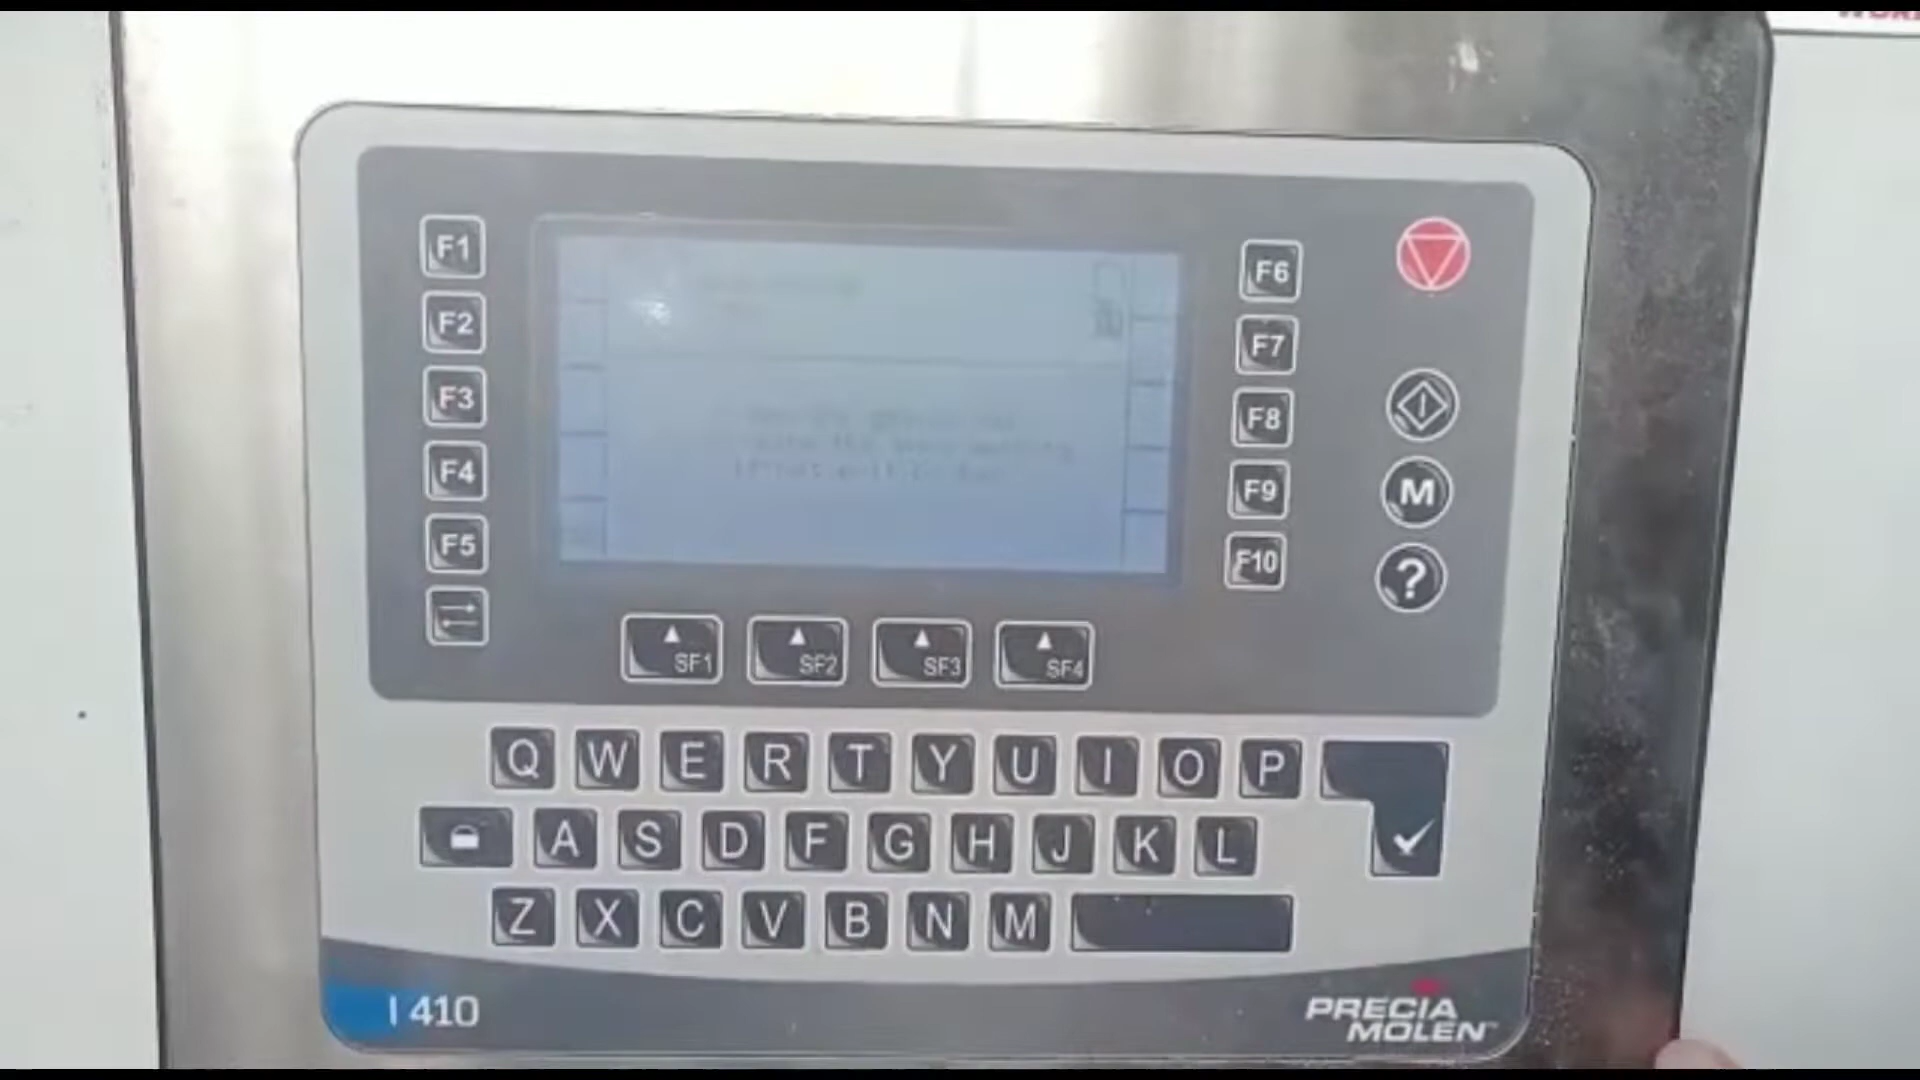 F1
F6
F2
F7
F3
F8
F4
M
F9
F5
F10
?
SF1
SF2
SF3
SF4
Q W E R T Y U I O P
A S D F G H J K L
Z X C V B N M
I 410
PRECIA
MOLEN